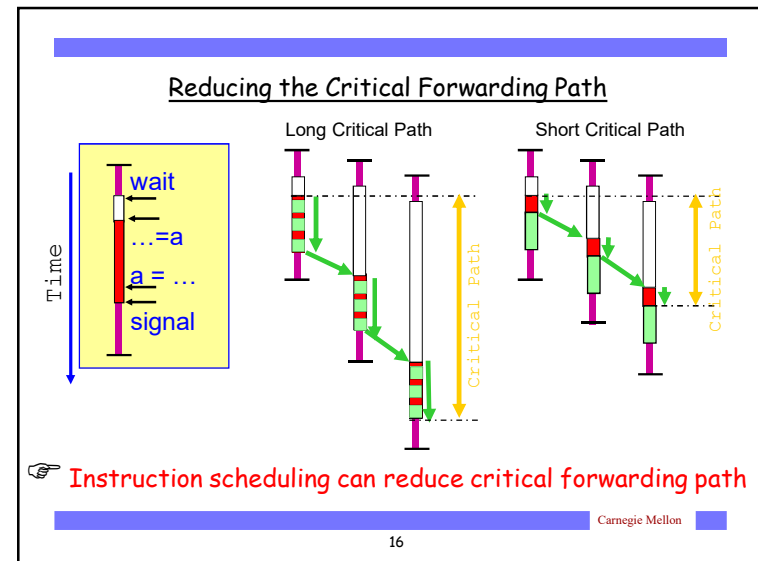 Reducing the Critical Forwarding Path
Long Critical Path
Short Critical Path
Time
wait
…=a
a = …
signal
Critical Path
Critical Path
Instruction scheduling can reduce critical forwarding path
Carnegie Mellon
16